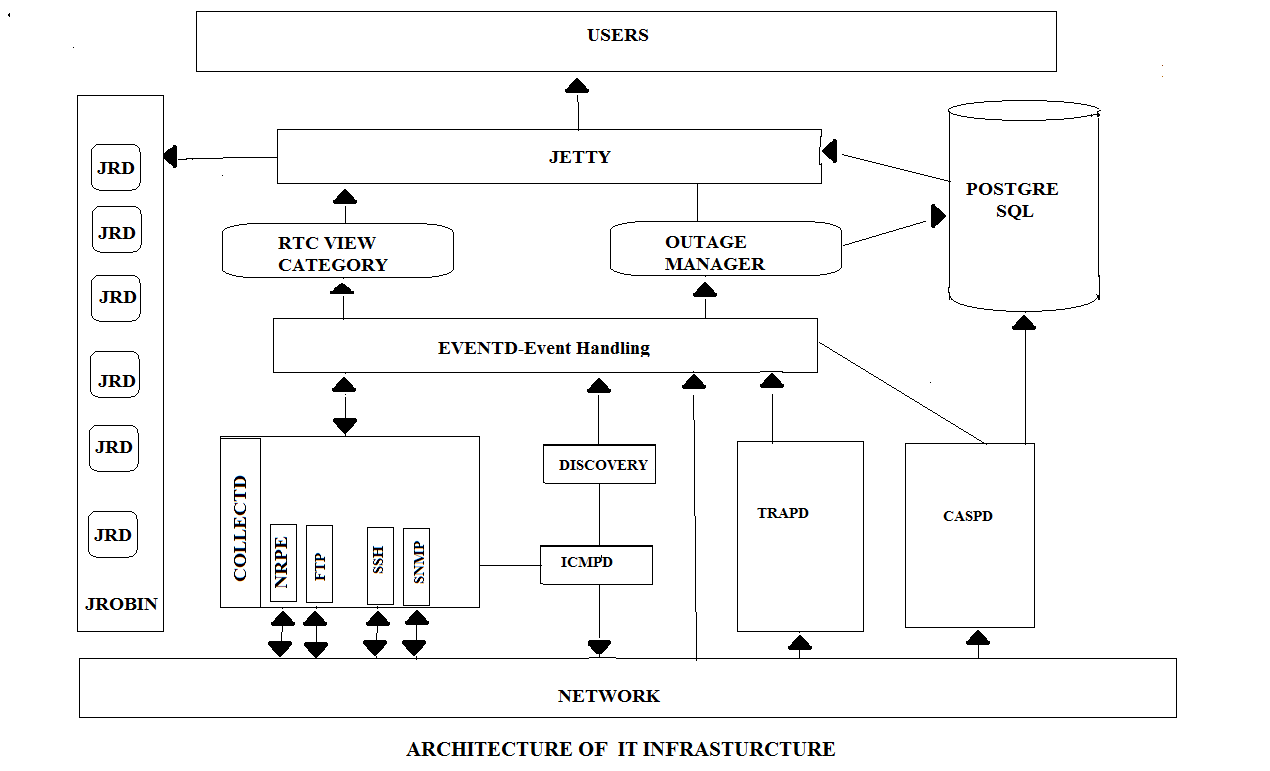 USERS
JETTY
JRD
JRD
JRD
JRD
JRD
JRD
JROBIN
POSTGRE
SQL
RTC VIEW
CATEGORY
OUTAGE
MANAGER
EVENTD-Event Handling
COLLECTD
NRPE
FTP
SSH
SNMP
DISCOVERY
ICMPD
TRAPD
CASPD
NETWORK
ARCHITECTURE OF IT INFRASTURCTURE